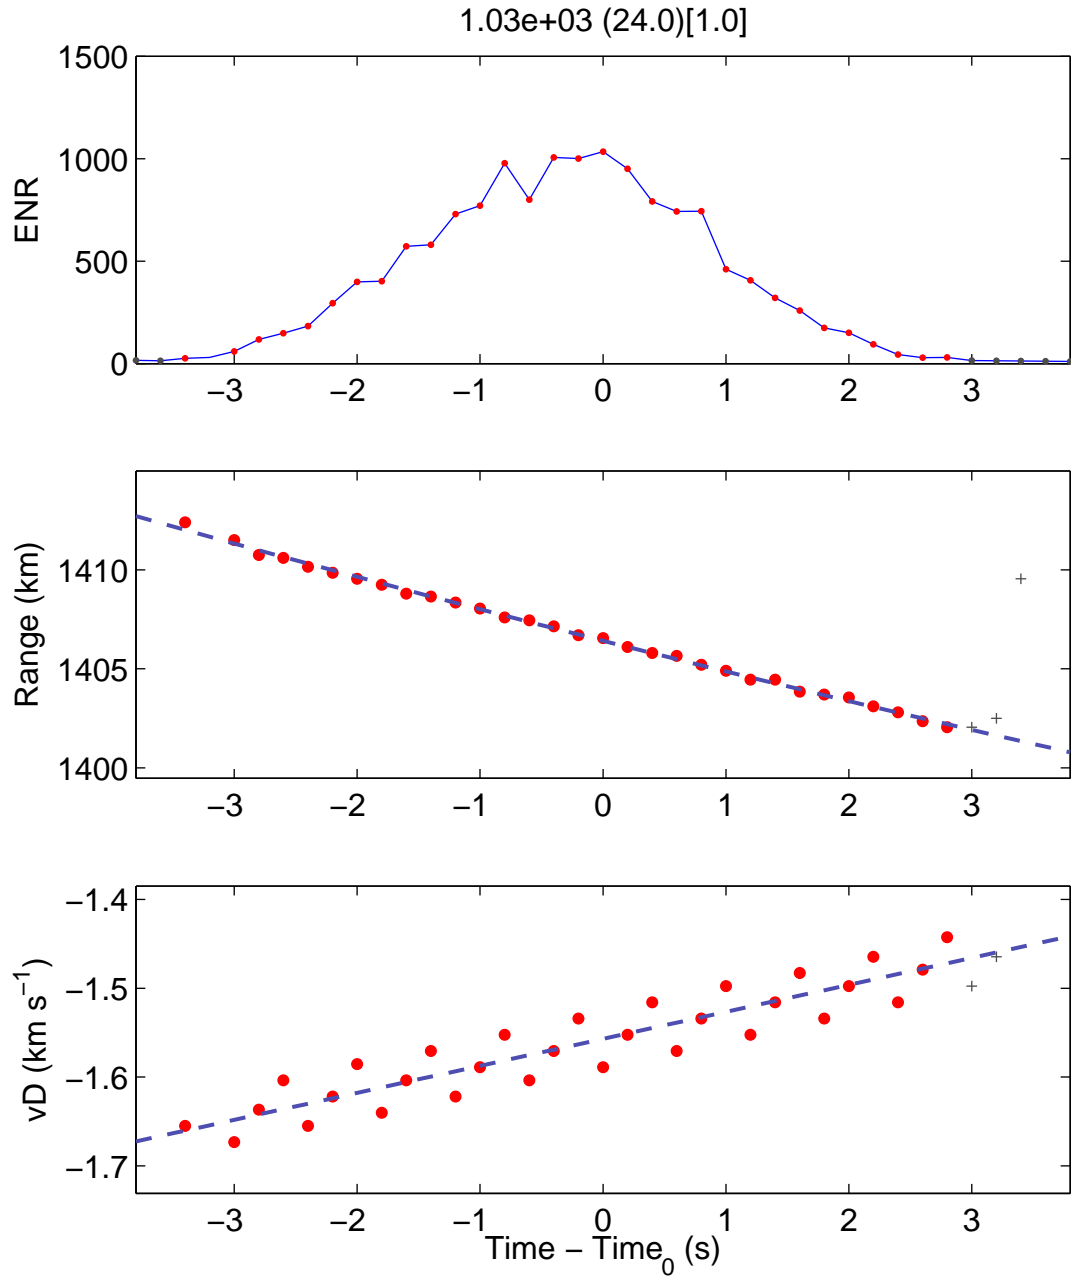 1.03e+03 (24.0)[1.0]
1500
1000
500
0
ENR
−3 −2 −1 0 1 2 3
1410
1405
1400
Range (km)
−3 −2 −1 0 1 2 3
−1.4
−1.5
−1.6
−1.7
vD (km s⁻¹)
−3 −2 −1 0 1 2 3
Time − Time₀ (s)